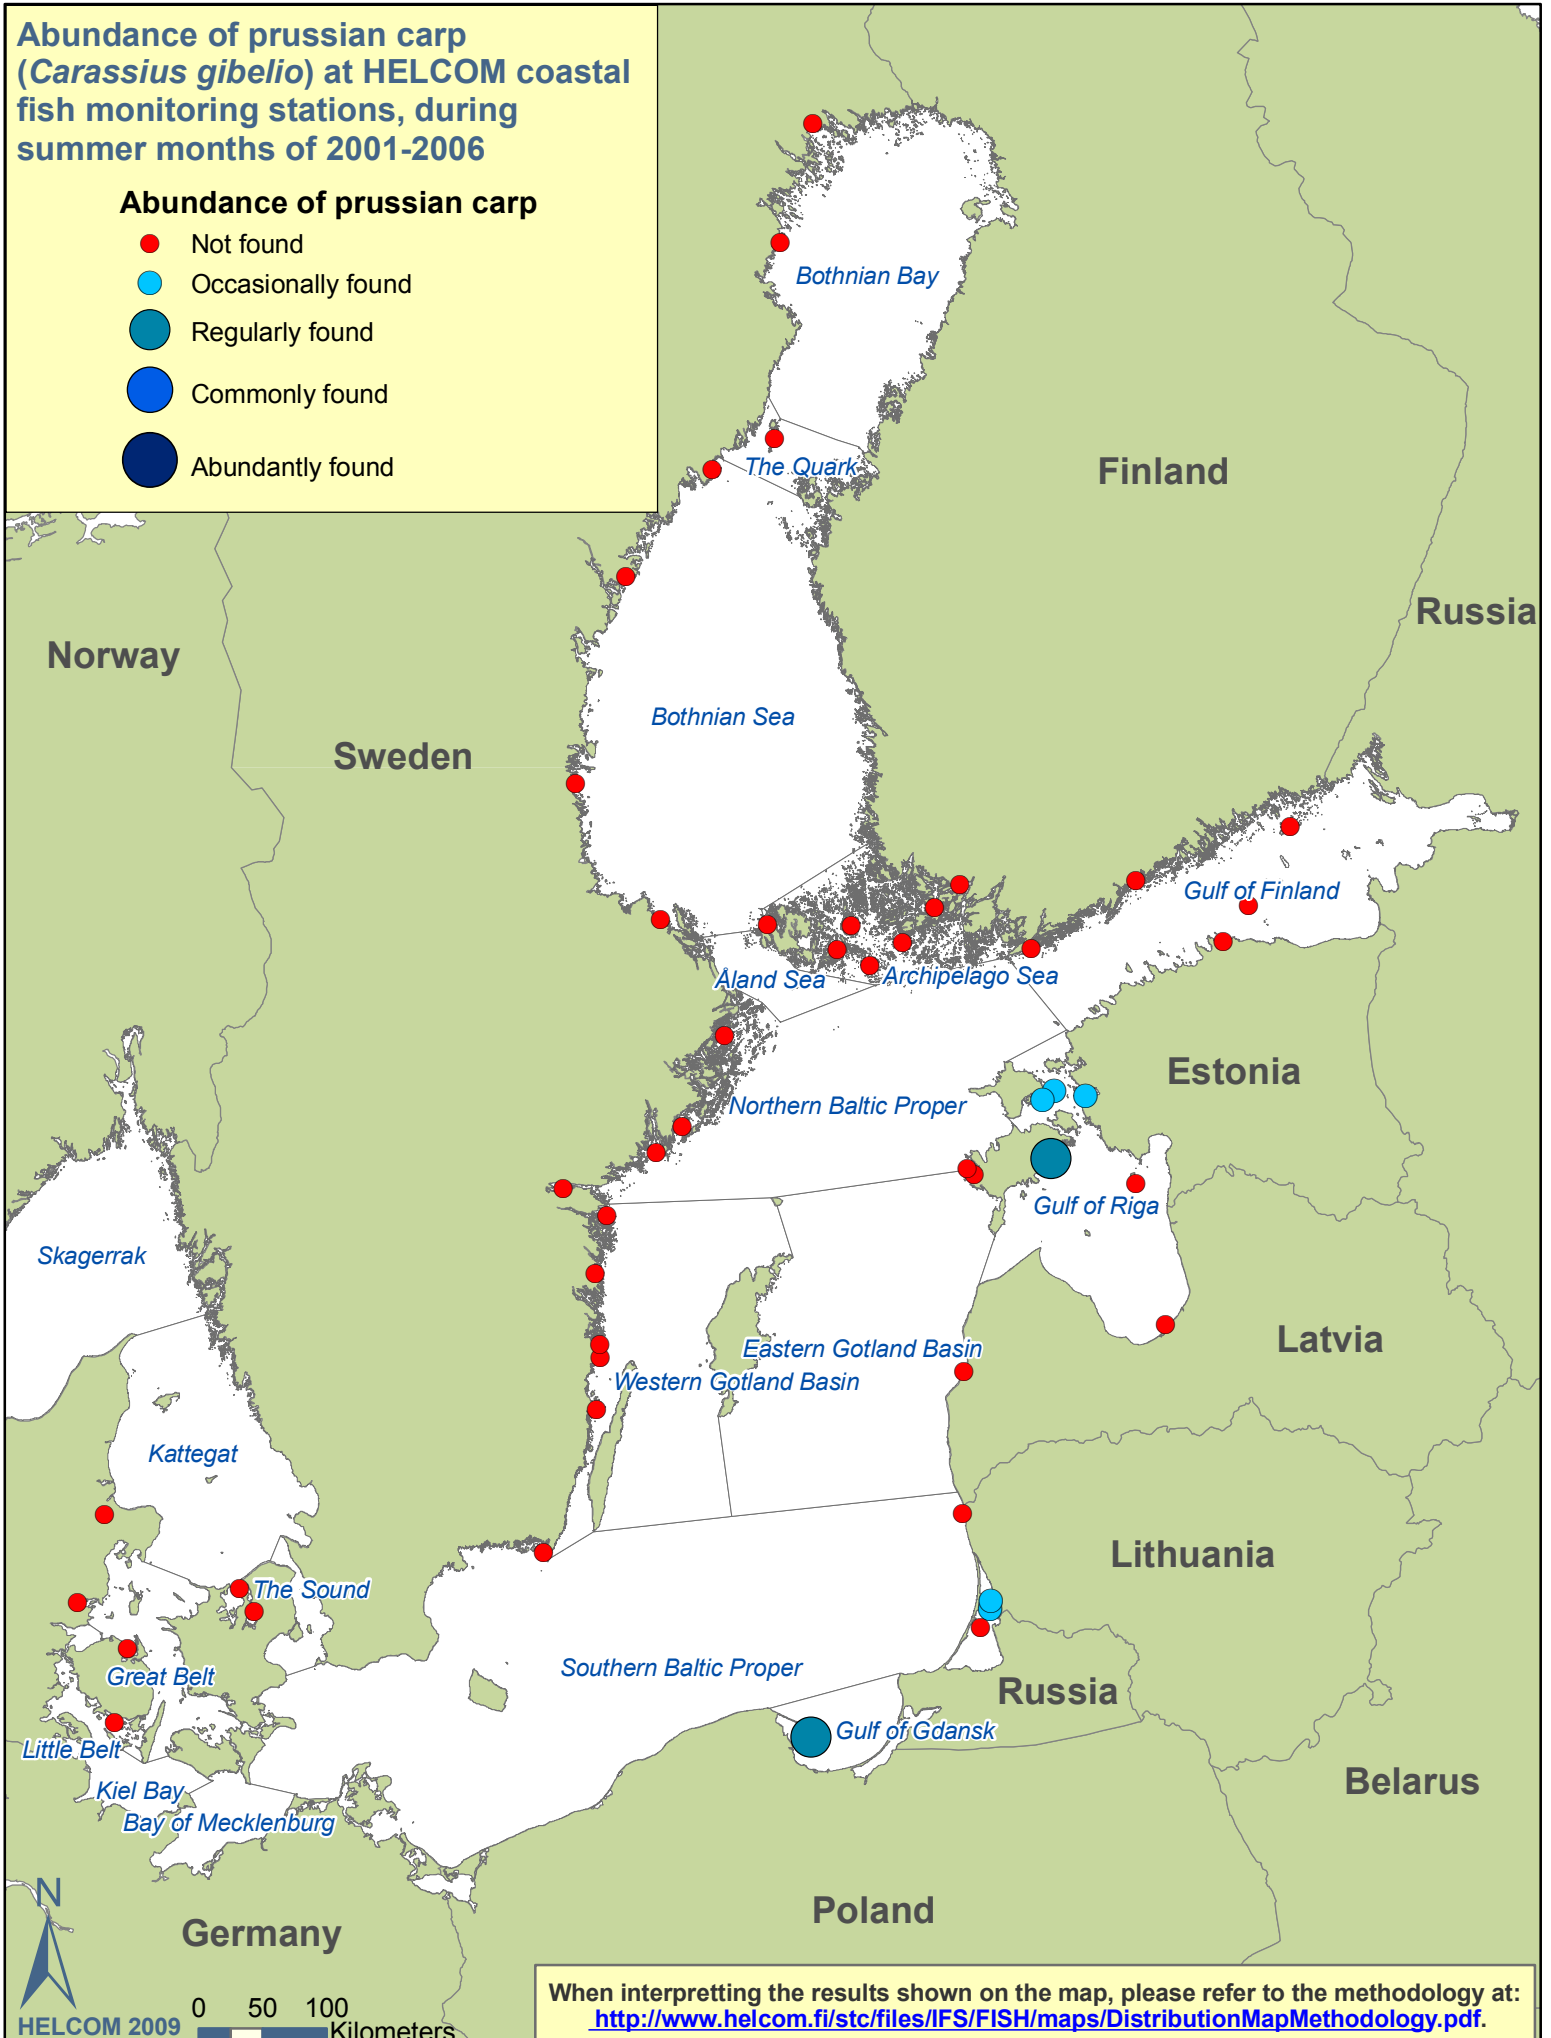 Abundance of prussian carp
(Carassius gibelio) at HELCOM coastal
fish monitoring stations, during
summer months of 2001-2006
Abundance of prussian carp
Not found
Occasionally found
Regularly found
Commonly found
Abundantly found
Bothnian Bay
The Quark
Finland
Russia
Norway
Bothnian Sea
Sweden
Gulf of Finland
Åland Sea
Archipelago Sea
Estonia
Northern Baltic Proper
Gulf of Riga
Skagerrak
Eastern Gotland Basin
Latvia
Western Gotland Basin
Kattegat
Lithuania
The Sound
Southern Baltic Proper
Great Belt
Russia
Gulf of Gdansk
Little Belt
Kiel Bay
Belarus
Bay of Mecklenburg
N
Poland
Germany
When interpretting the results shown on the map, please refer to the methodology at:
http://www.helcom.fi/stc/files/IFS/FISH/maps/DistributionMapMethodology.pdf.
0 50 100
HELCOM 2009
Kilometers